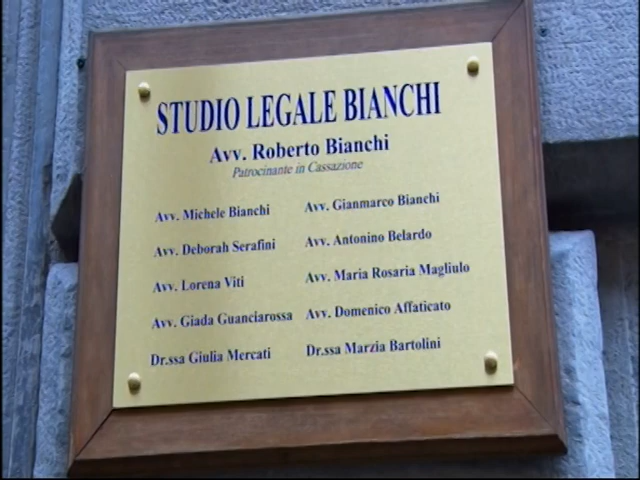 STUDIO LEGALE BIANCHI
Avv. Roberto Bianchi
Patrocinante in Cassazione
Avv. Michele Bianchi
Avv. Gianmarco Bianchi
Avv. Deborah Serafini
Avv. Antonino Belardo
Avv. Lorena Viti
Avv. Maria Rosaria Magliulo
Avv. Giada Guanciarossa
Avv. Domenico Affaticato
Dr.ssa Giulia Mercati
Dr.ssa Marzia Bartolini